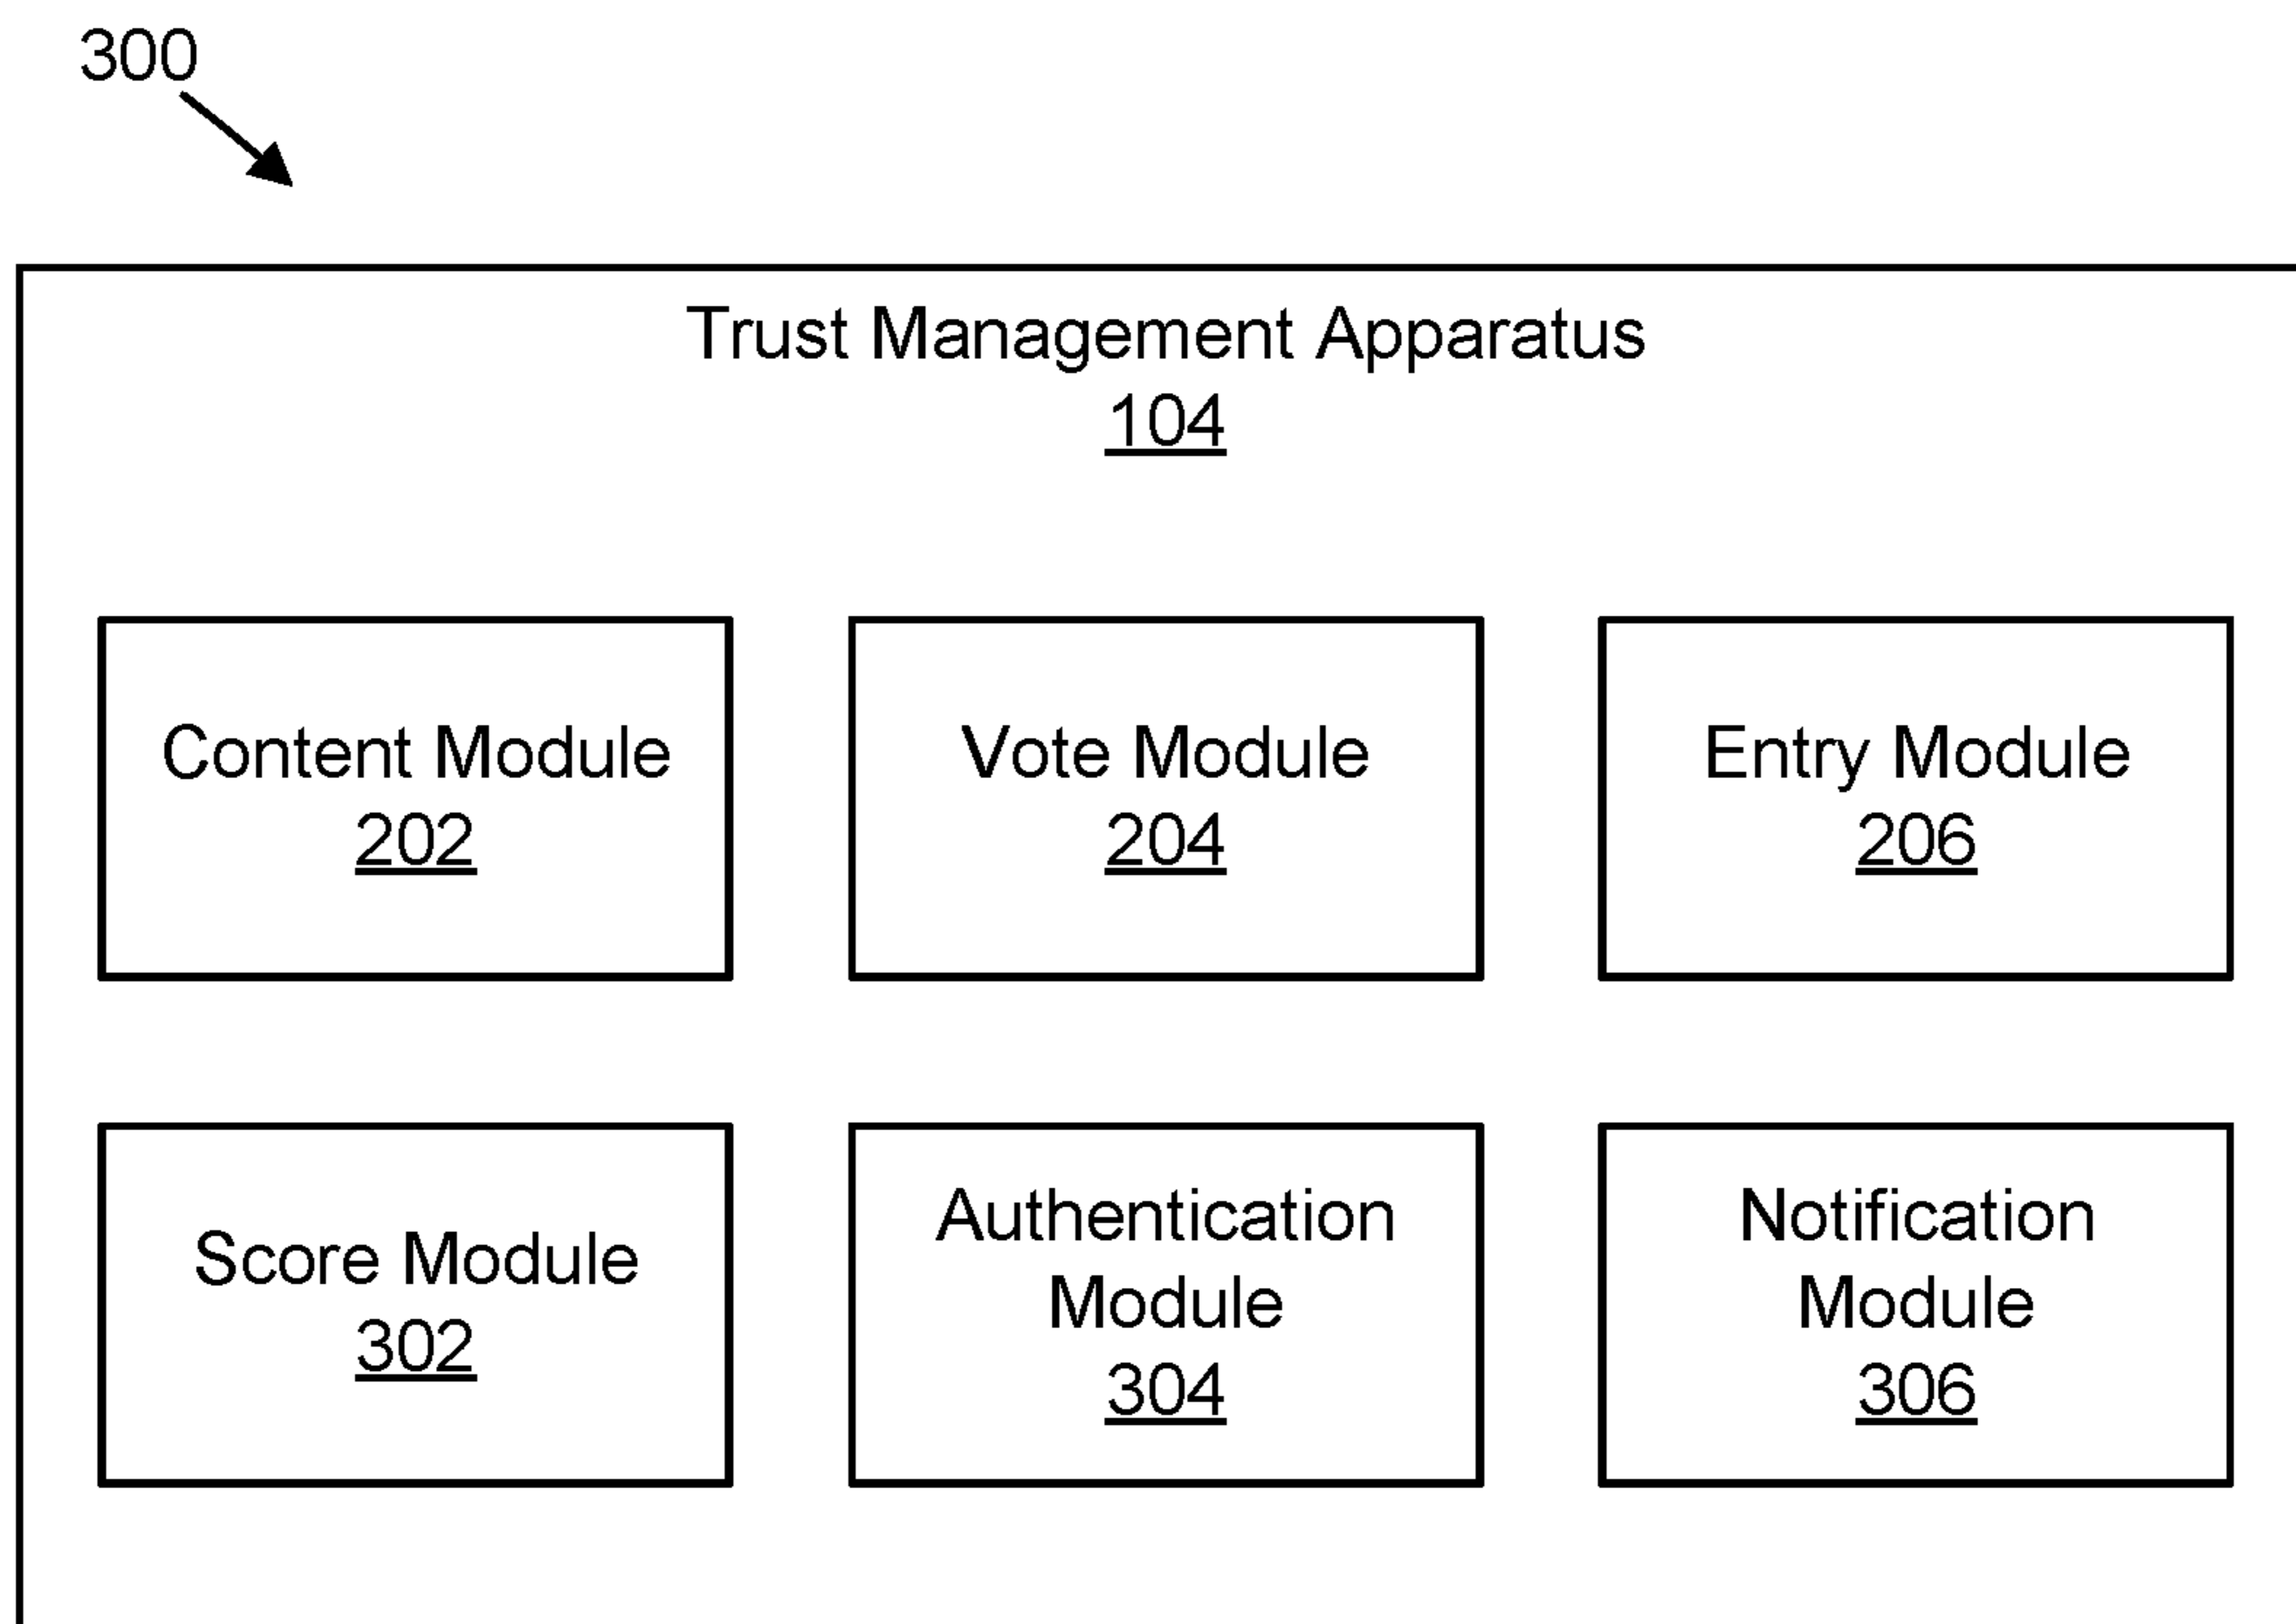 300
Trust Management Apparatus
104
Content Module
202
Vote Module
204
Entry Module
206
Score Module
302
Authentication
Module
304
Notification
Module
306